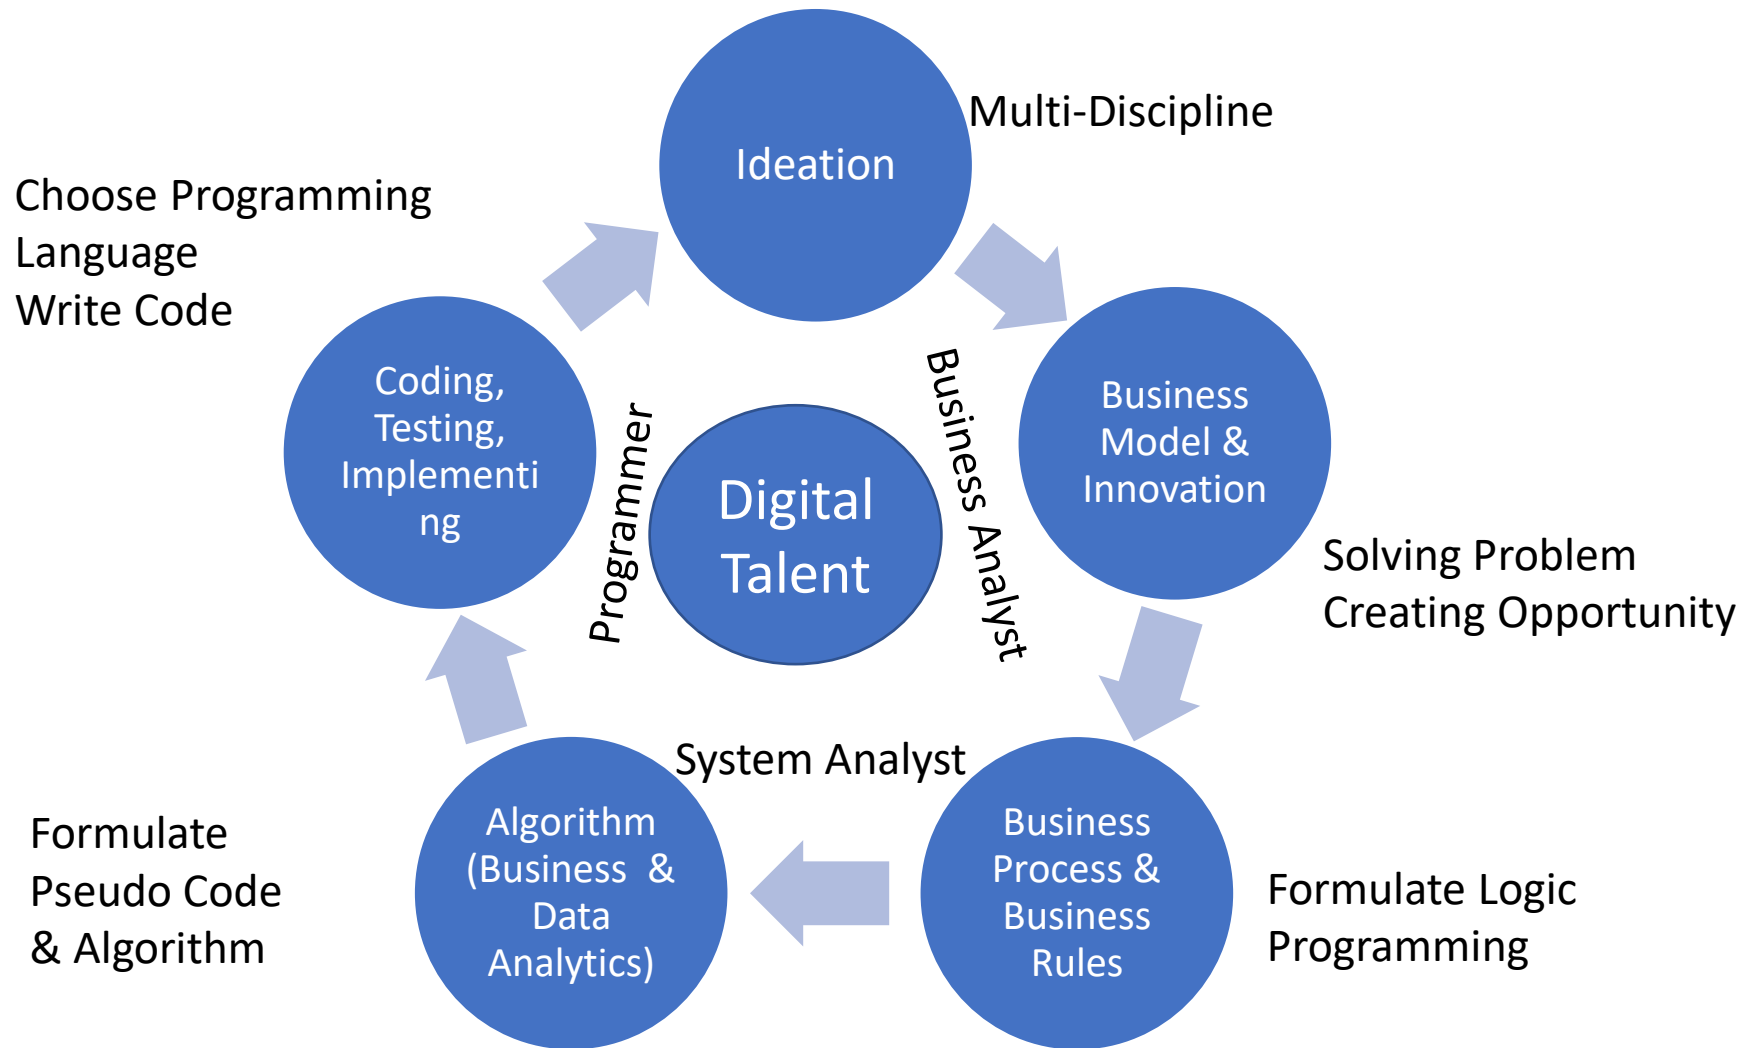 Ideation
Multi-Discipline
Business
Model &
Innovation
Solving Problem
Creating Opportunity
Business
Process &
Business
Rules
Formulate Logic
Programming
Algorithm
(Business  &
Data
Analytics)
Formulate
Pseudo Code
& Algorithm
Coding,
Testing,
Implementi
ng
Choose Programming
Language
Write Code
Digital
Talent
Business Analyst
System Analyst
Programmer